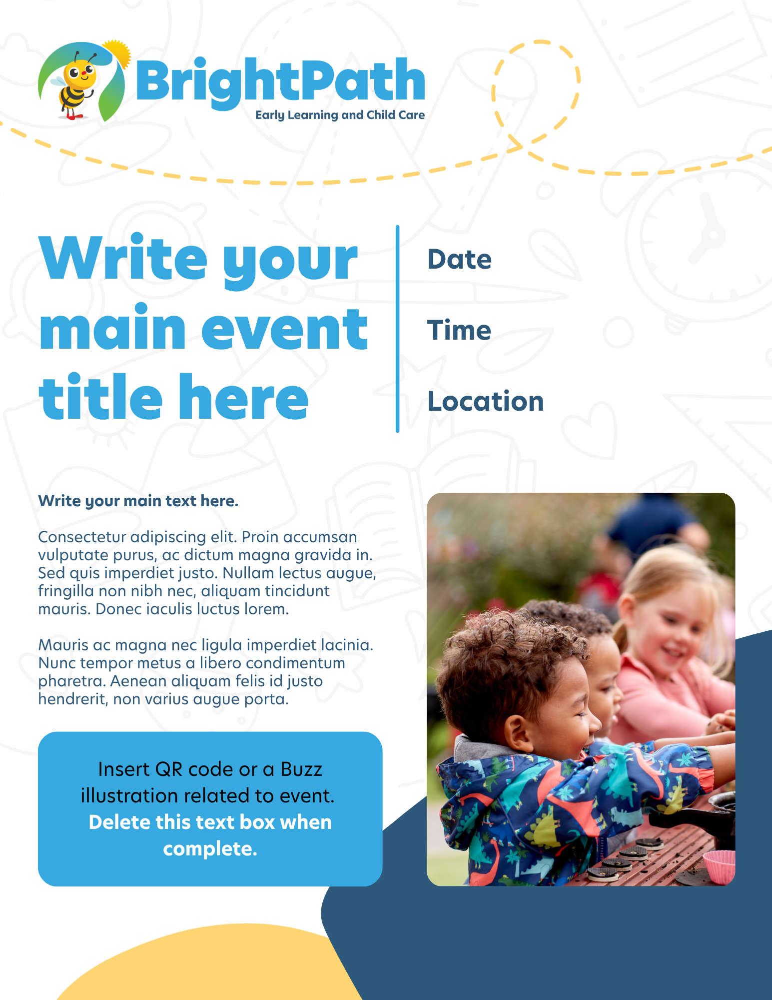 BrightPath
Early Learning and Child Care
Write your
main event
title here
Date
Time
Location
Write your main text here.
Consectetur adipiscing elit. Proin accumsan
vulputate purus, ac dictum magna gravida in.
Sed quis imperdiet justo. Nullam lectus augue,
fringilla non nibh nec, aliquam tincidunt
mauris. Donec iaculis luctus lorem.
Mauris ac magna nec ligula imperdiet lacinia.
Nunc tempor metus a libero condimentum
pharetra. Aenean aliquam felis id justo
hendrerit, non varius augue porta.
Insert QR code or a Buzz
illustration related to event.
Delete this text box when
complete.